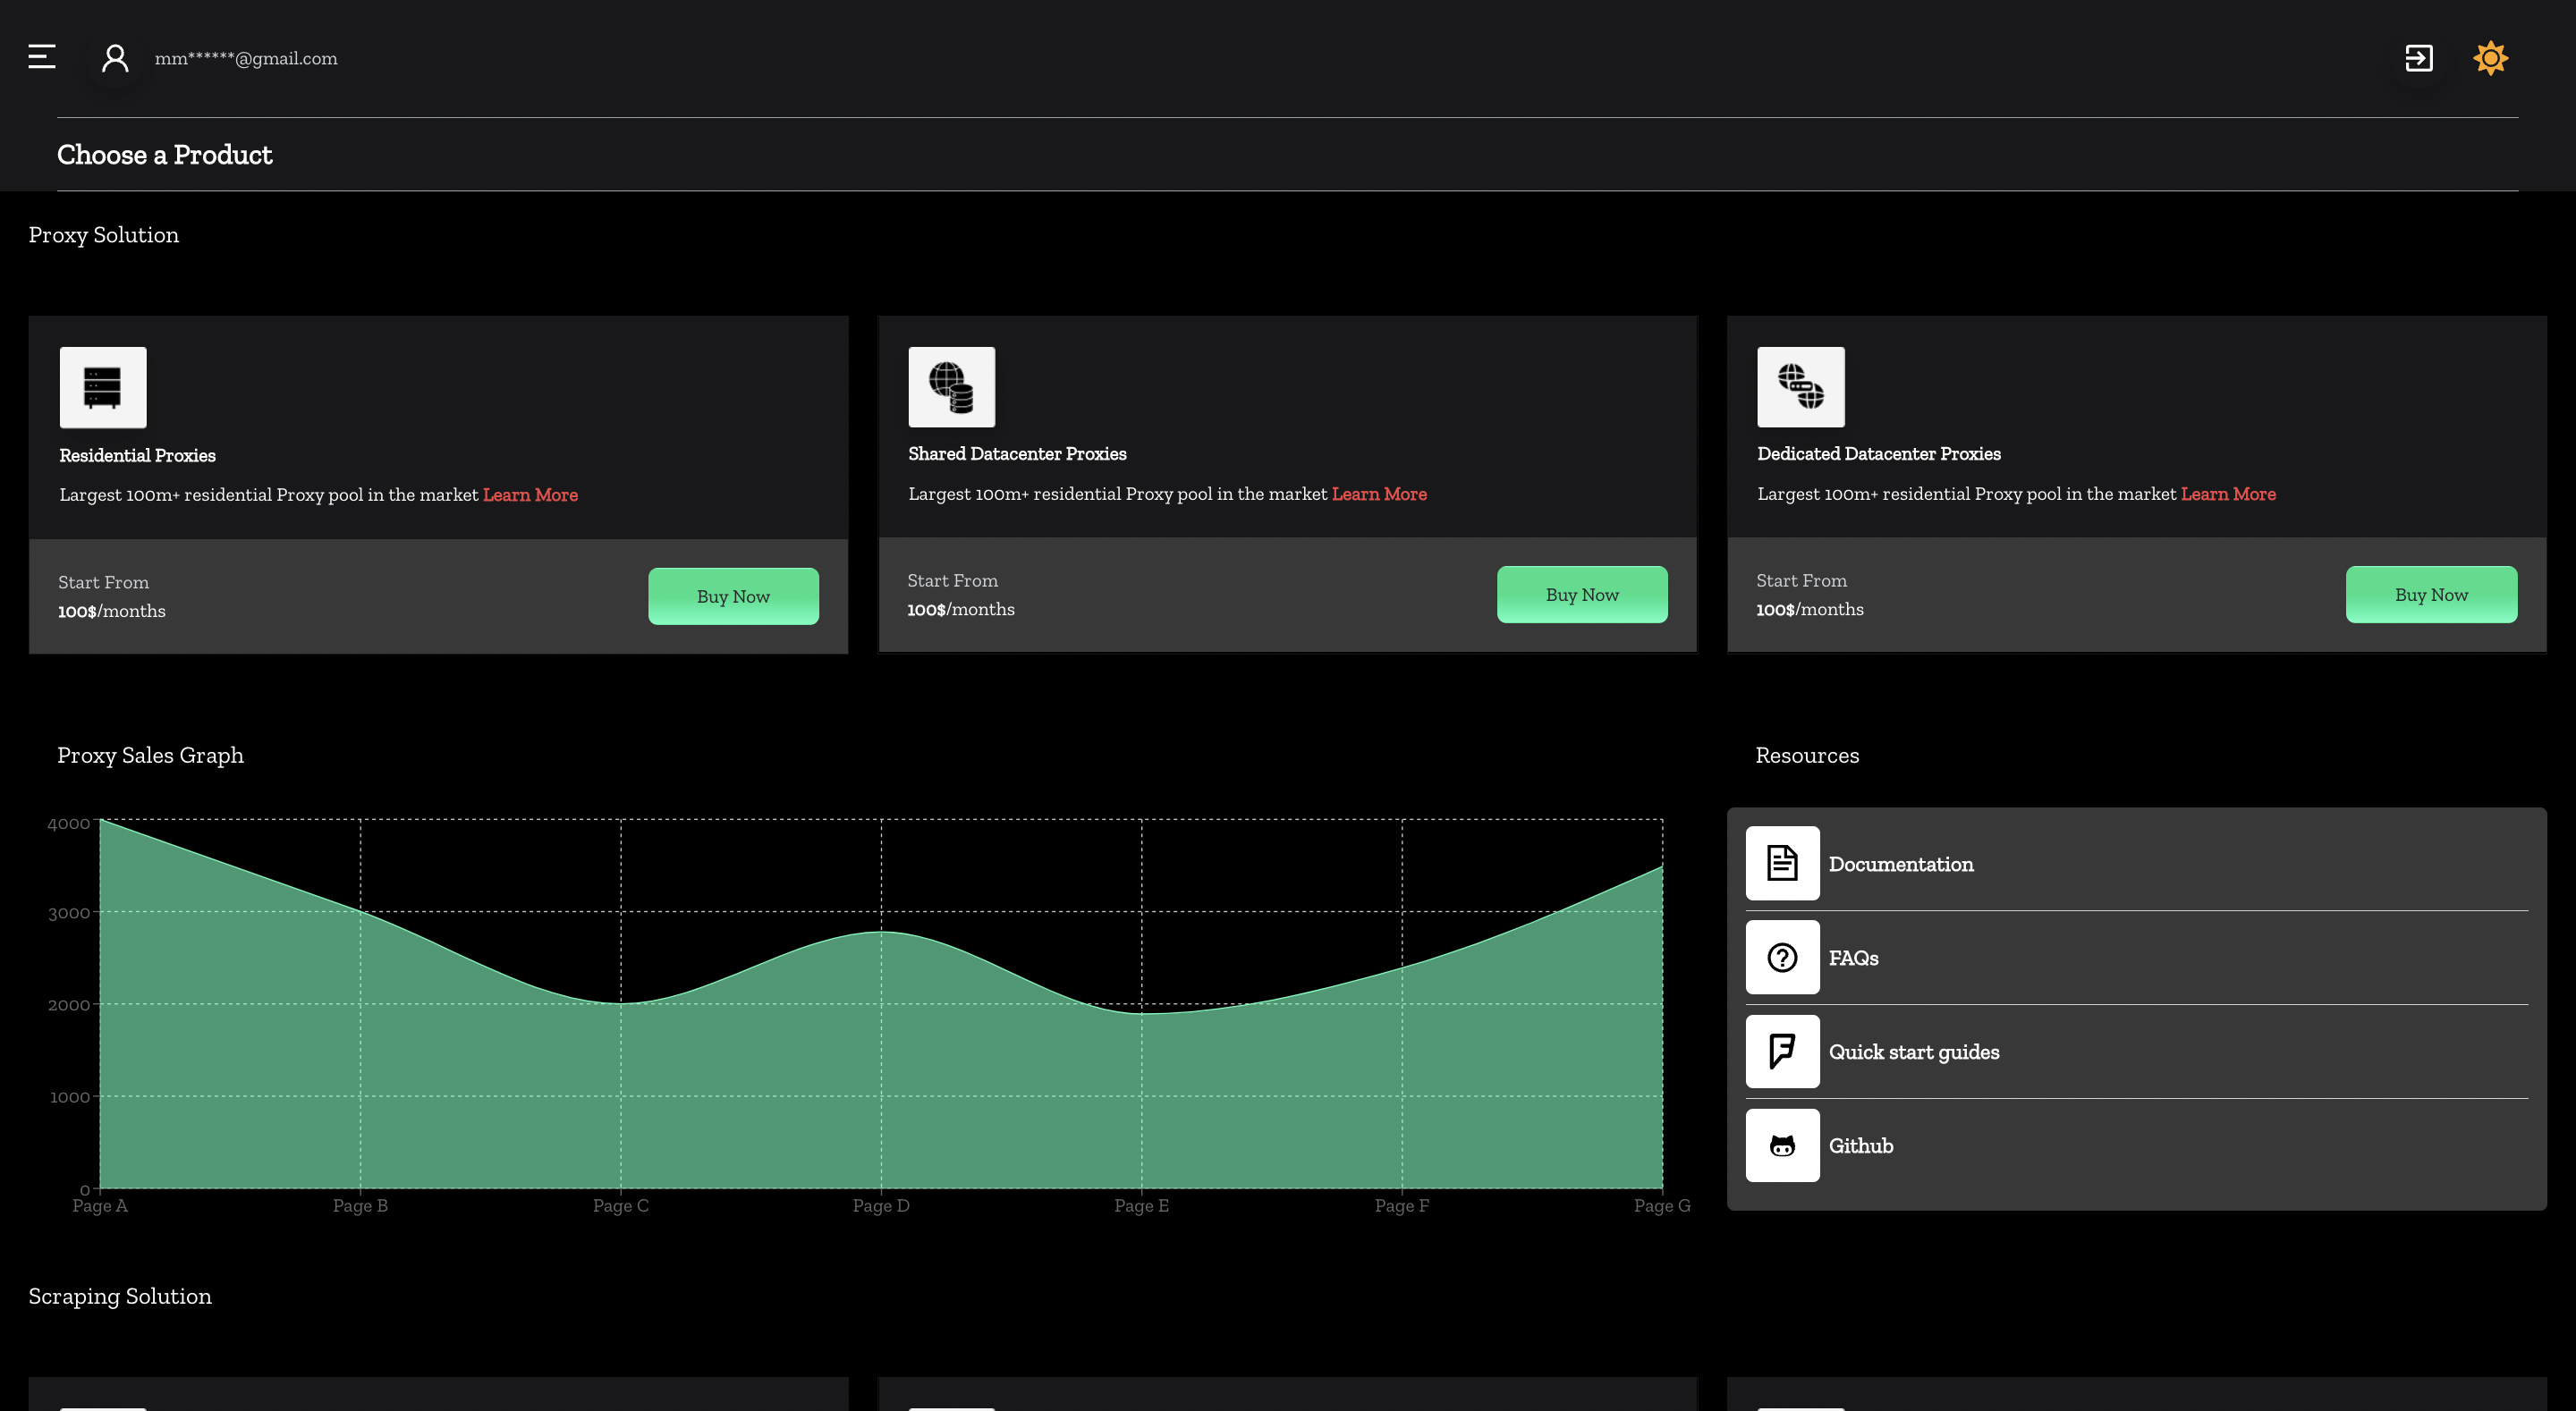 mm******@gmail.com
Choose a Product
Proxy Solution
Residential Proxies
Largest 100m+ residential Proxy pool in the market Learn More
Start From
100$/months
Buy Now
Shared Datacenter Proxies
Largest 100m+ residential Proxy pool in the market Learn More
Start From
100$/months
Buy Now
Dedicated Datacenter Proxies
Largest 100m+ residential Proxy pool in the market Learn More
Start From
100$/months
Buy Now
Proxy Sales Graph
4000
3000
2000
1000
0
Page A
Page B
Page C
Page D
Page E
Page F
Page G
Resources
Documentation
FAQs
Quick start guides
Github
Scraping Solution